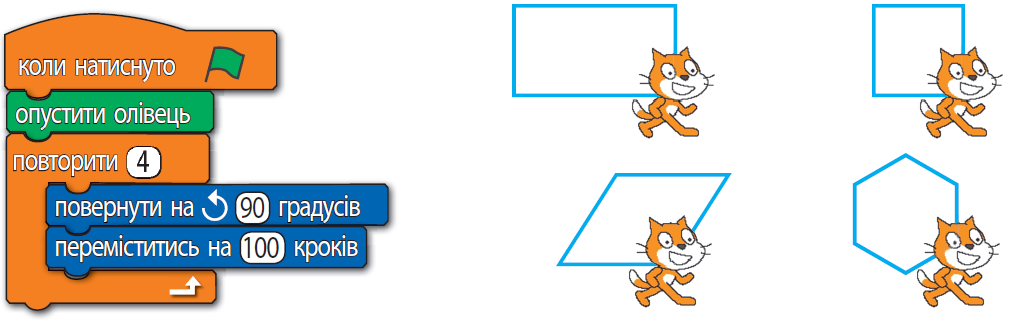 коли натиснуто
опустити олівець
повторити 4
повернути на 90 градусів
переміститись на 100 кроків